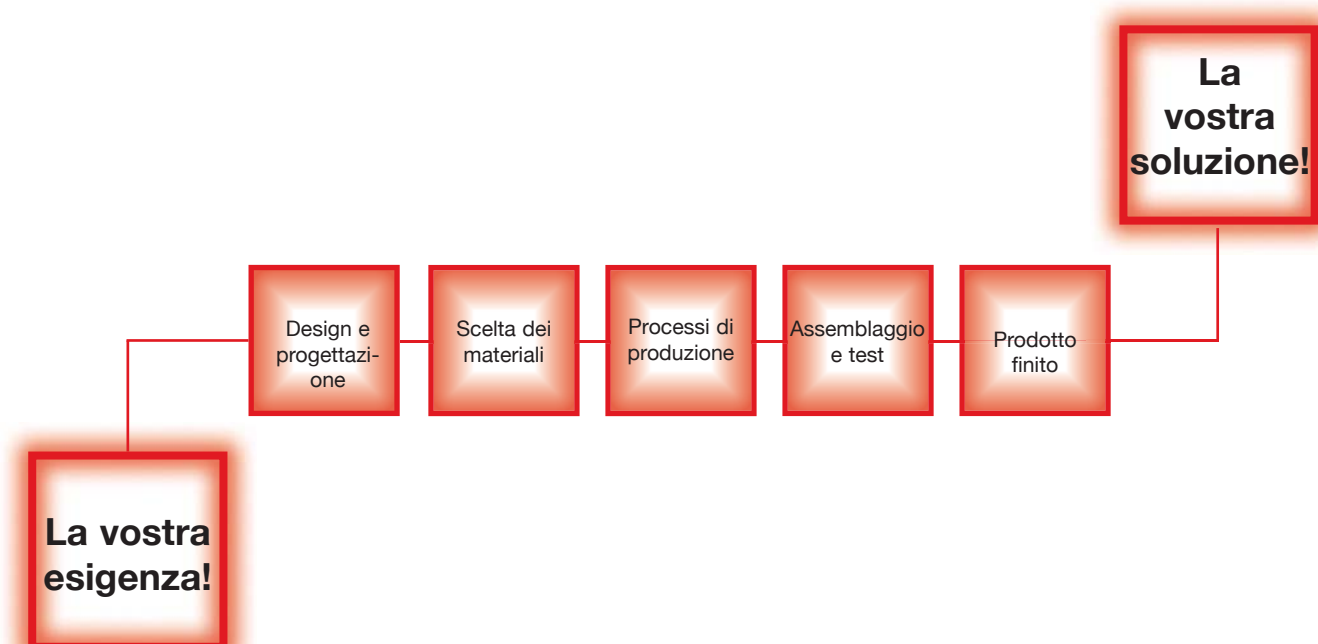 La
vostra
soluzione!
Design e
progettazi-
one
Scelta dei
materiali
Processi di
produzione
Assemblaggio
e test
Prodotto
finito
La vostra
esigenza!